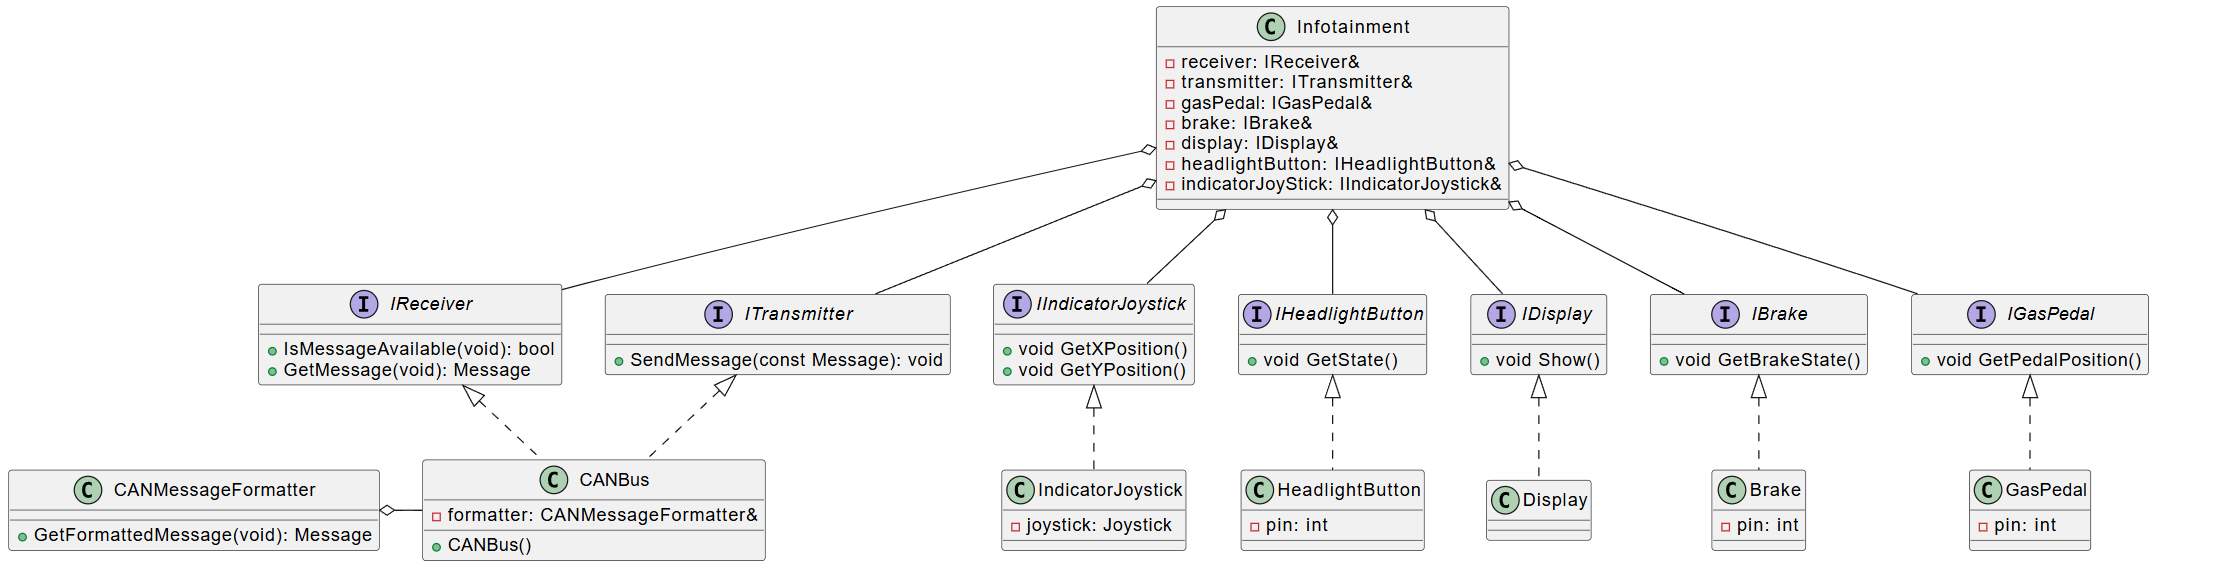 C Infotainment
receiver: IReceiver&
transmitter: ITransmitter&
gasPedal: IGasPedal&
brake: IBrake&
display: IDisplay&
headlightButton: IHeadlightButton&
indicatorJoyStick: IIndicatorJoystick&
I IReceiver
IsMessageAvailable(void): bool
GetMessage(void): Message
I ITransmitter
SendMessage(const Message): void
I IIndicatorJoystick
void GetXPosition()
void GetYPosition()
I IHeadlightButton
void GetState()
I IDisplay
void Show()
I IBrake
void GetBrakeState()
I IGasPedal
void GetPedalPosition()
C CANMessageFormatter
GetFormattedMessage(void): Message
C CANBus
formatter: CANMessageFormatter&
CANBus()
C IndicatorJoystick
joystick: Joystick
C HeadlightButton
pin: int
C Display
C Brake
pin: int
C GasPedal
pin: int